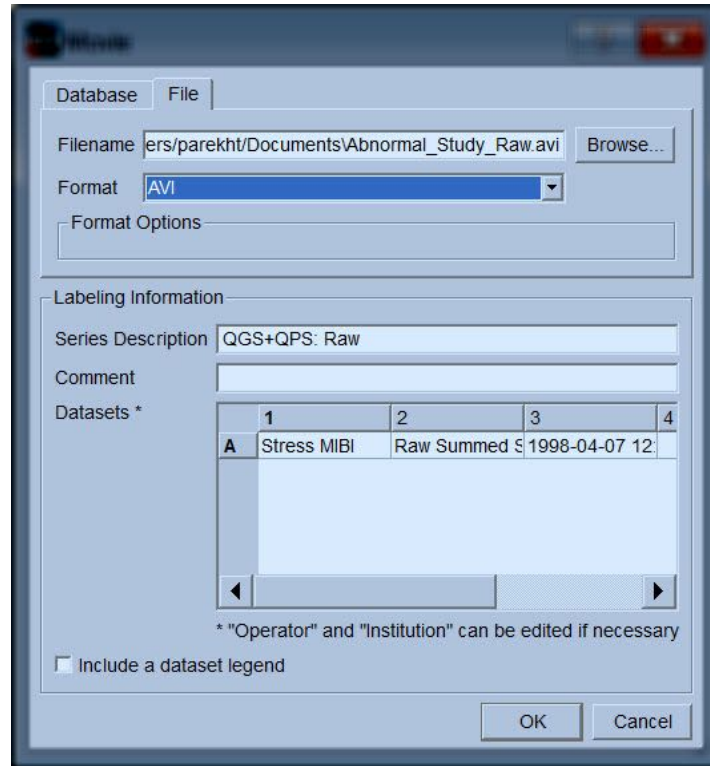 Movie
Database File
Filename ers/parekht/Documents\Abnormal_Study_Raw.avi Browse...
Format AVI
Format Options
Labeling Information
Series Description QGS+QPS: Raw
Comment
Datasets *
1 2 3 4
A Stress MIBI Raw Summed S 1998-04-07 12:
* "Operator" and "Institution" can be edited if necessary
Include a dataset legend
OK Cancel